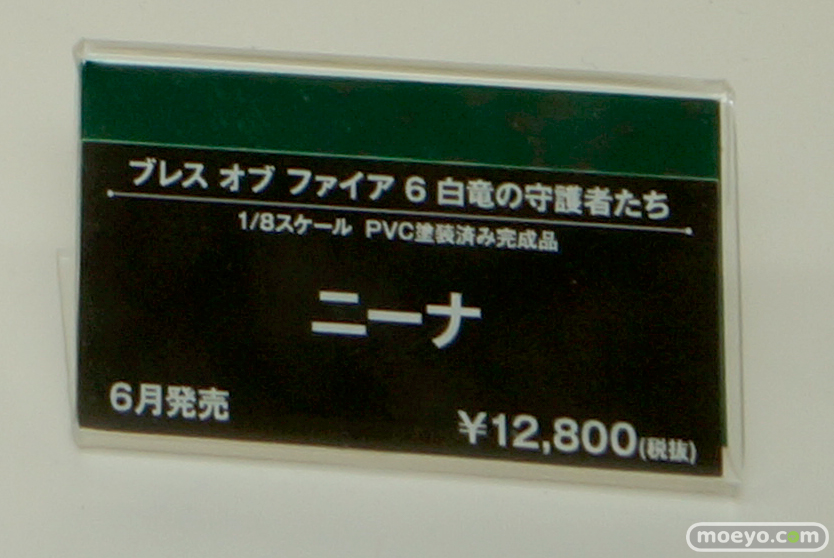 ブレス オブ ファイア 6 白竜の守護者たち
1/8スケール PVC塗装済み完成品
ニーナ
6月発売
¥12,800(税抜)
moeyo.com